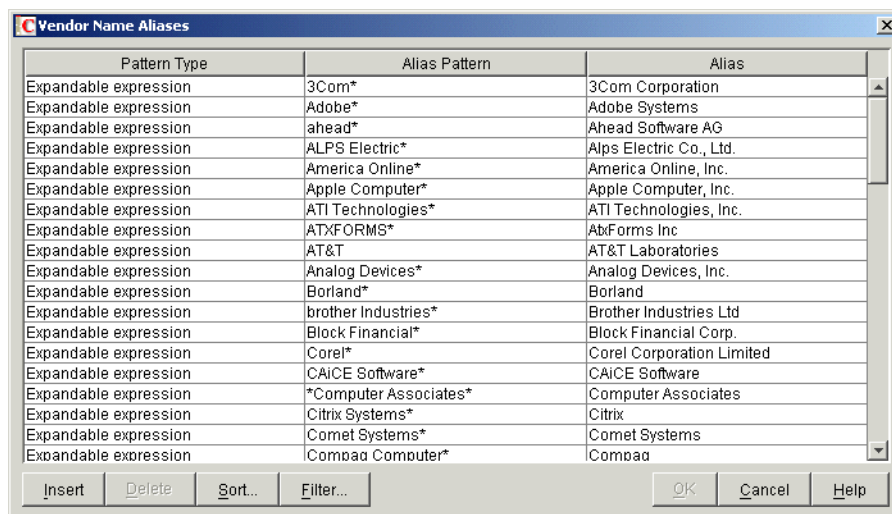 Vendor Name Aliases
Pattern Type Alias Pattern Alias
Expandable expression 3Com* 3Com Corporation
Expandable expression Adobe* Adobe Systems
Expandable expression ahead* Ahead Software AG
Expandable expression ALPS Electric* Alps Electric Co., Ltd.
Expandable expression America Online* America Online, Inc.
Expandable expression Apple Computer* Apple Computer, Inc.
Expandable expression ATI Technologies* ATI Technologies, Inc.
Expandable expression ATXFORMS* AtxForms Inc
Expandable expression AT&T AT&T Laboratories
Expandable expression Analog Devices* Analog Devices, Inc.
Expandable expression Borland* Borland
Expandable expression brother Industries* Brother Industries Ltd
Expandable expression Block Financial* Block Financial Corp.
Expandable expression Corel* Corel Corporation Limited
Expandable expression CAiCE Software* CAiCE Software
Expandable expression *Computer Associates* Computer Associates
Expandable expression Citrix Systems* Citrix
Expandable expression Comet Systems* Comet Systems
Expandable expression Compaq Computer* Compaq
Insert Delete Sort... Filter... OK Cancel Help